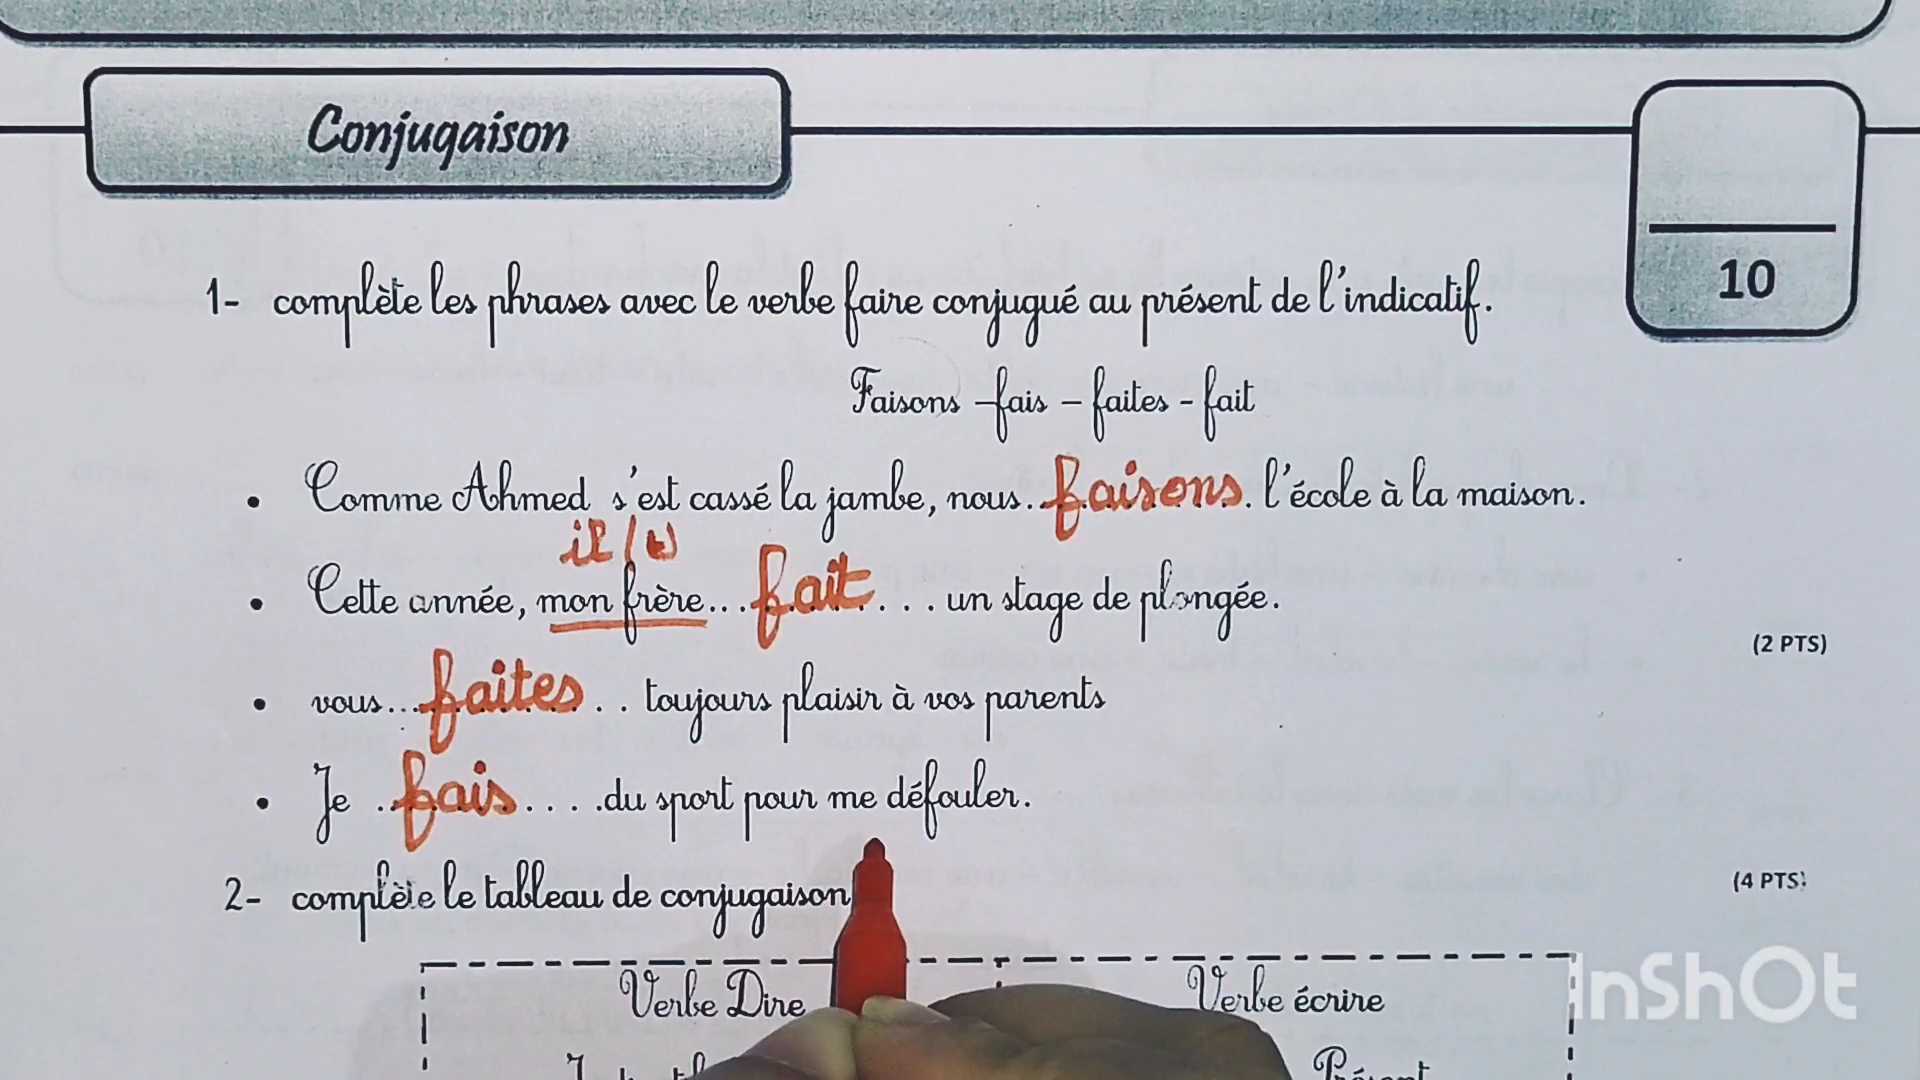 Conjugaison
10
1- complète les phrases avec le verbe faire conjugué au présent de l'indicatif.
Faisons – fais – faites - fait
• Comme Ahmed s'est cassé la jambe, nous...faisons. l'école à la maison.
il/
• Cette année, mon frère... fait .... un stage de plongée.
(2 PTS)
• vous...faites.. toujours plaisir à vos parents
• Je ..fais.....du sport pour me défouler.
2- complète le tableau de conjugaison
(4 PTS)
Verbe Dire Verbe écrire
Présent
InShOt